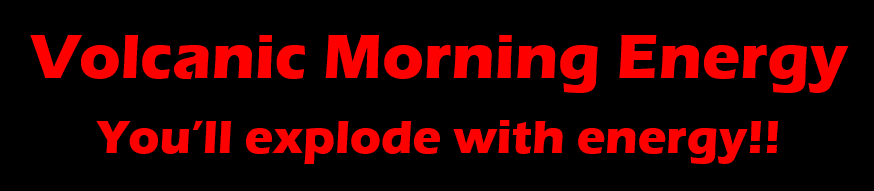 Volcanic Morning Energy
You’ll explode with energy!!